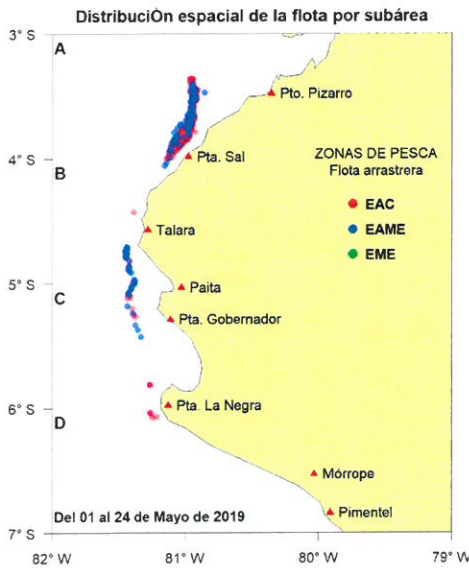 DistribuciÓn espacial de la flota por subárea
3° S
A
Pto. Pizarro
4° S
Pta. Sal
B
ZONAS DE PESCA
Flota arrastrera
EAC
EAME
EME
Talara
5° S
Paita
C
Pta. Gobernador
6° S
Pta. La Negra
D
Mórrope
Pimentel
Del 01 al 24 de Mayo de 2019
7° S
82° W
81° W
80° W
79° W